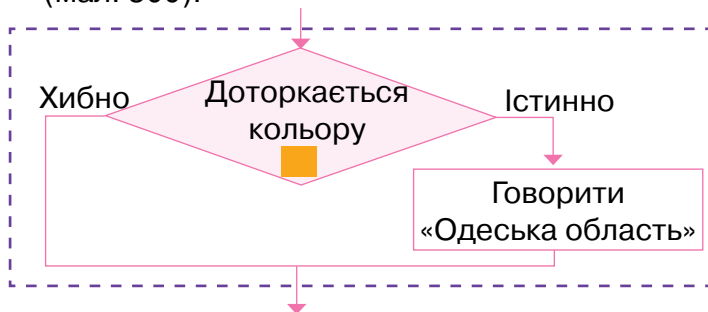 Хибно
Доторкається
кольору
Істинно
Говорити
«Одеська область»